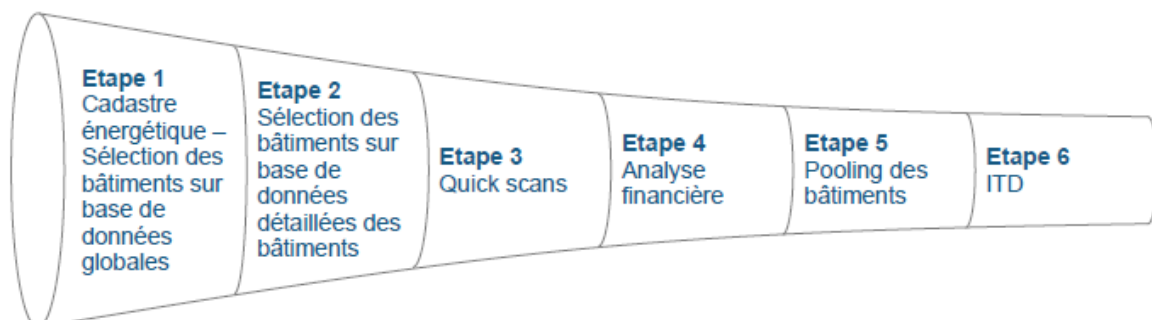 Etape 1
Cadastre
énergétique –
Sélection des
bâtiments sur
base de
données
globales
Etape 2
Sélection des
bâtiments sur
base de
données
détaillées des
bâtiments
Etape 3
Quick scans
Etape 4
Analyse
financière
Etape 5
Pooling des
bâtiments
Etape 6
ITD